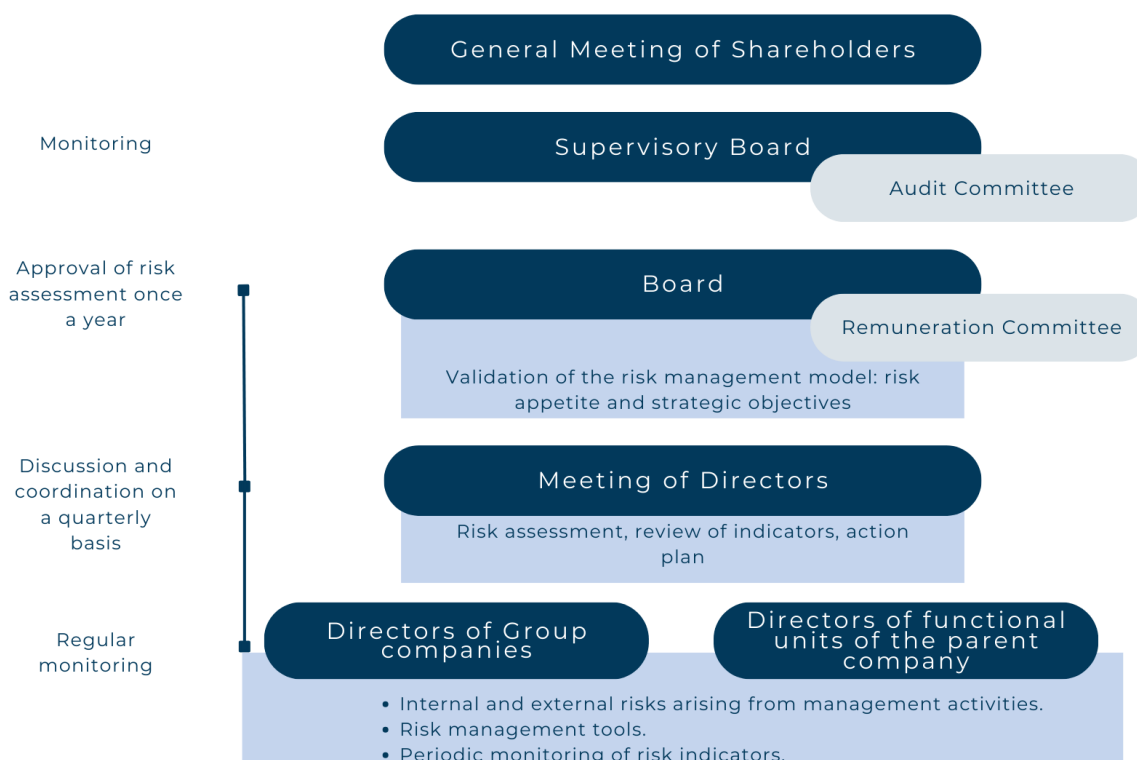 General Meeting of Shareholders
Monitoring
Supervisory Board
Audit Committee
Approval of risk
assessment once
a year
Board
Remuneration Committee
Validation of the risk management model: risk
appetite and strategic objectives
Discussion and
coordination on
a quarterly
basis
Meeting of Directors
Risk assessment, review of indicators, action
plan
Regular
monitoring
Directors of Group
companies
Directors of functional
units of the parent
company
• Internal and external risks arising from management activities.
• Risk management tools.
• Periodic monitoring of risk indicators.